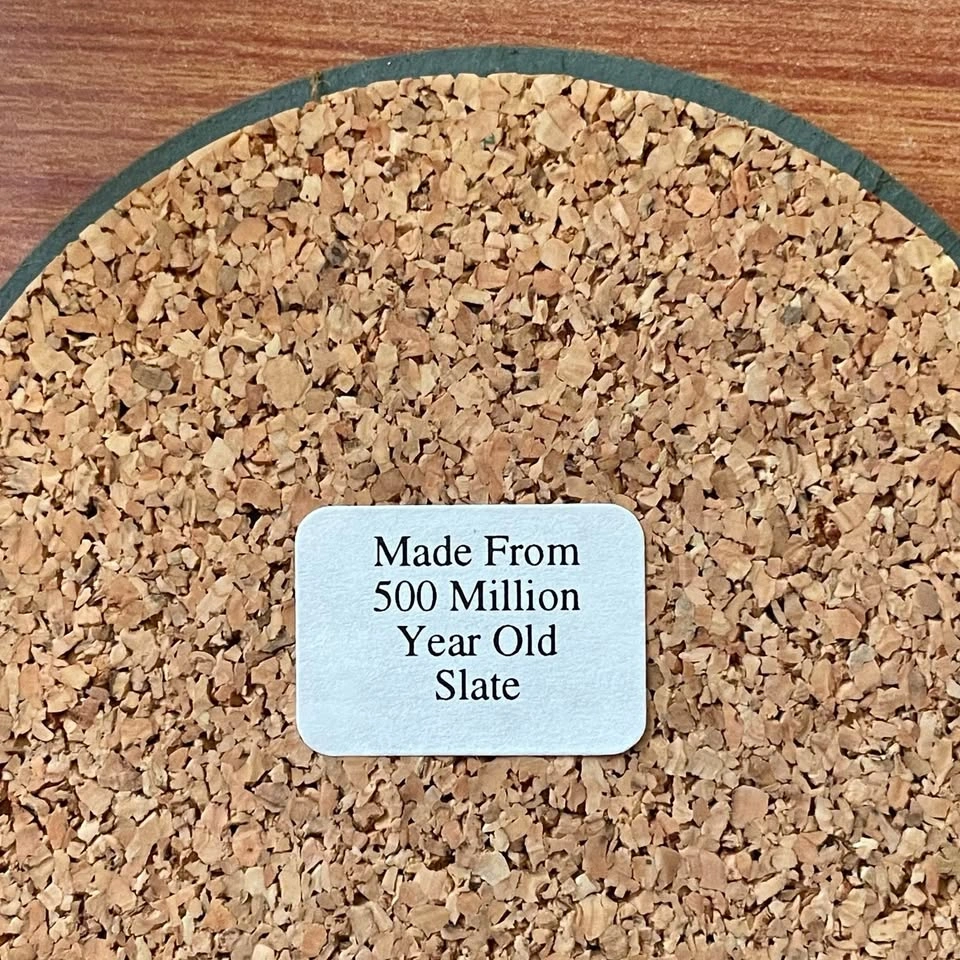 Made From
500 Million
Year Old
Slate